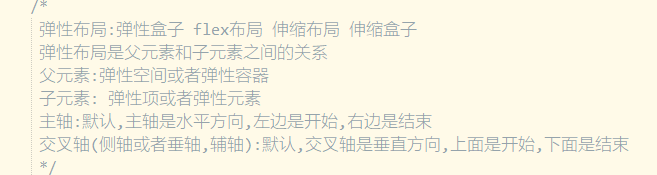 /*
弹性布局:弹性盒子 flex布局 伸缩布局 伸缩盒子
弹性布局是父元素和子元素之间的关系
父元素:弹性空间或者弹性容器
子元素: 弹性项或者弹性元素
主轴:默认,主轴是水平方向,左边是开始,右边是结束
交叉轴(侧轴或者垂轴,辅轴):默认,交叉轴是垂直方向,上面是开始,下面是结束
*/